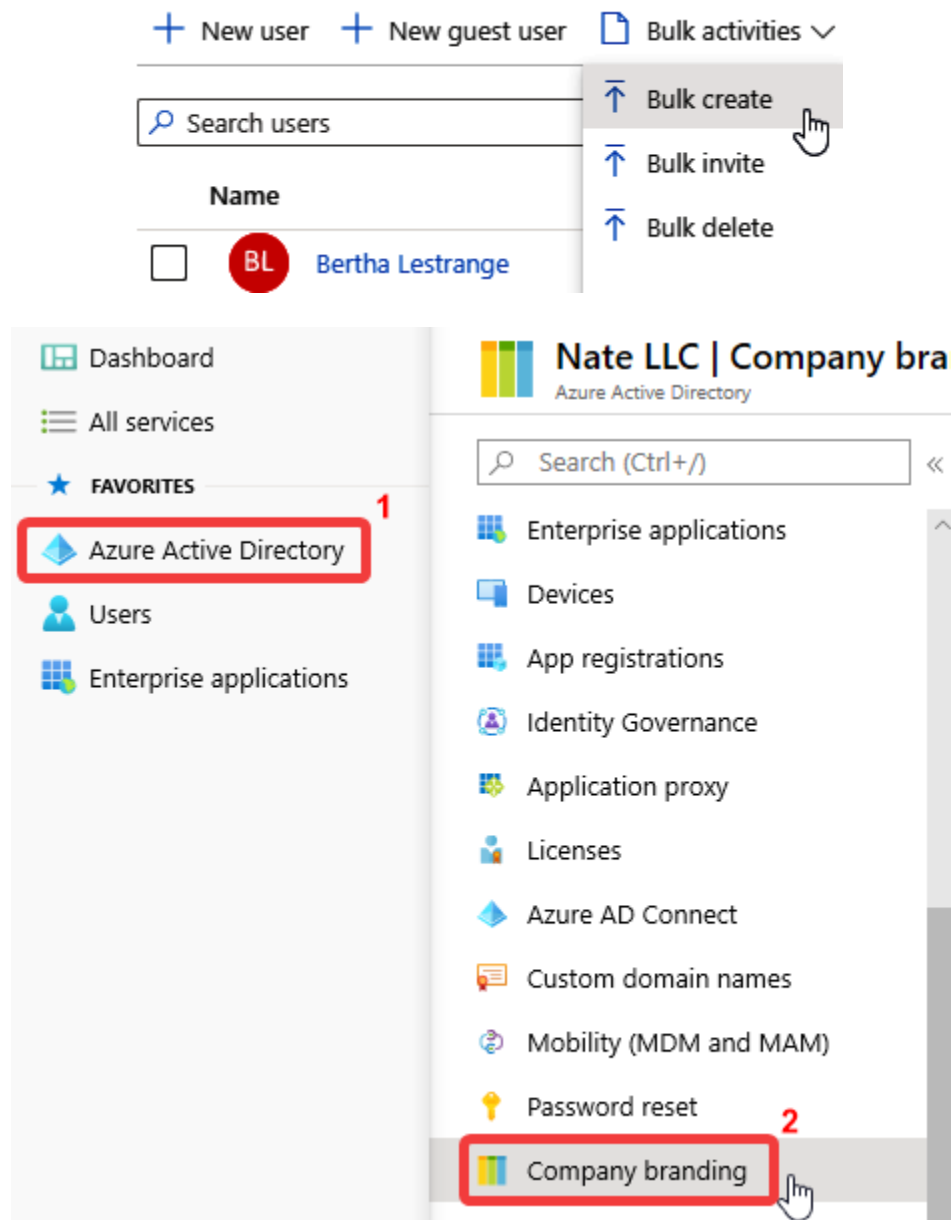 New user New guest user Bulk activities
Bulk create
Search users
Bulk invite
Name
Bulk delete
BL Bertha Lestrange
Dashboard
All services
FAVORITES
1
Azure Active Directory
Users
Enterprise applications
Nate LLC | Company bra
Azure Active Directory
Search (Ctrl+/)
Enterprise applications
Devices
App registrations
Identity Governance
Application proxy
Licenses
Azure AD Connect
Custom domain names
Mobility (MDM and MAM)
Password reset
2
Company branding